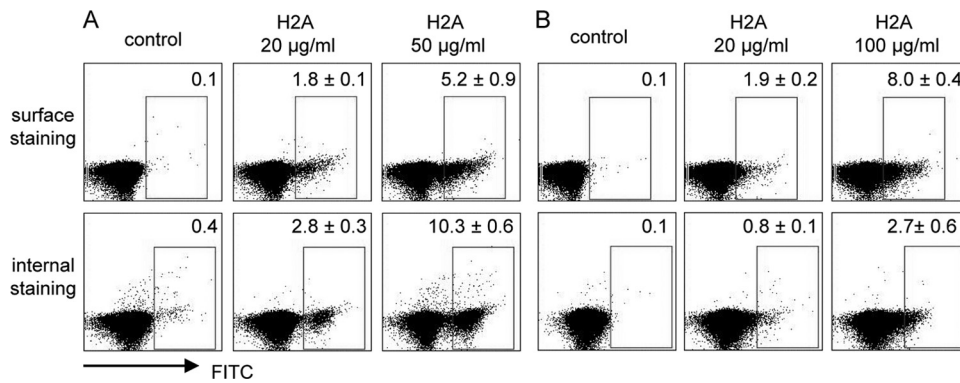 A
control
H2A
20 µg/ml
H2A
50 µg/ml
B
control
H2A
20 µg/ml
H2A
100 µg/ml
surface
staining
0.1
1.8 ± 0.1
5.2 ± 0.9
0.1
1.9 ± 0.2
8.0 ± 0.4
internal
staining
0.4
2.8 ± 0.3
10.3 ± 0.6
0.1
0.8 ± 0.1
2.7± 0.6
FITC